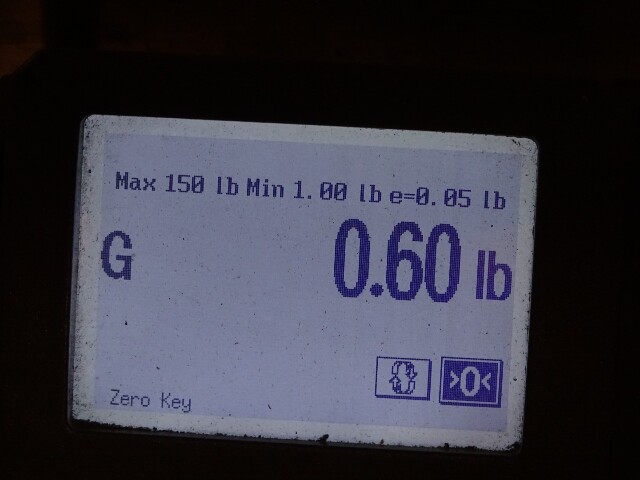 Max 150 lb Min 1.00 lb e=0.05 lb
G 0.60 lb
>0<
Zero Key